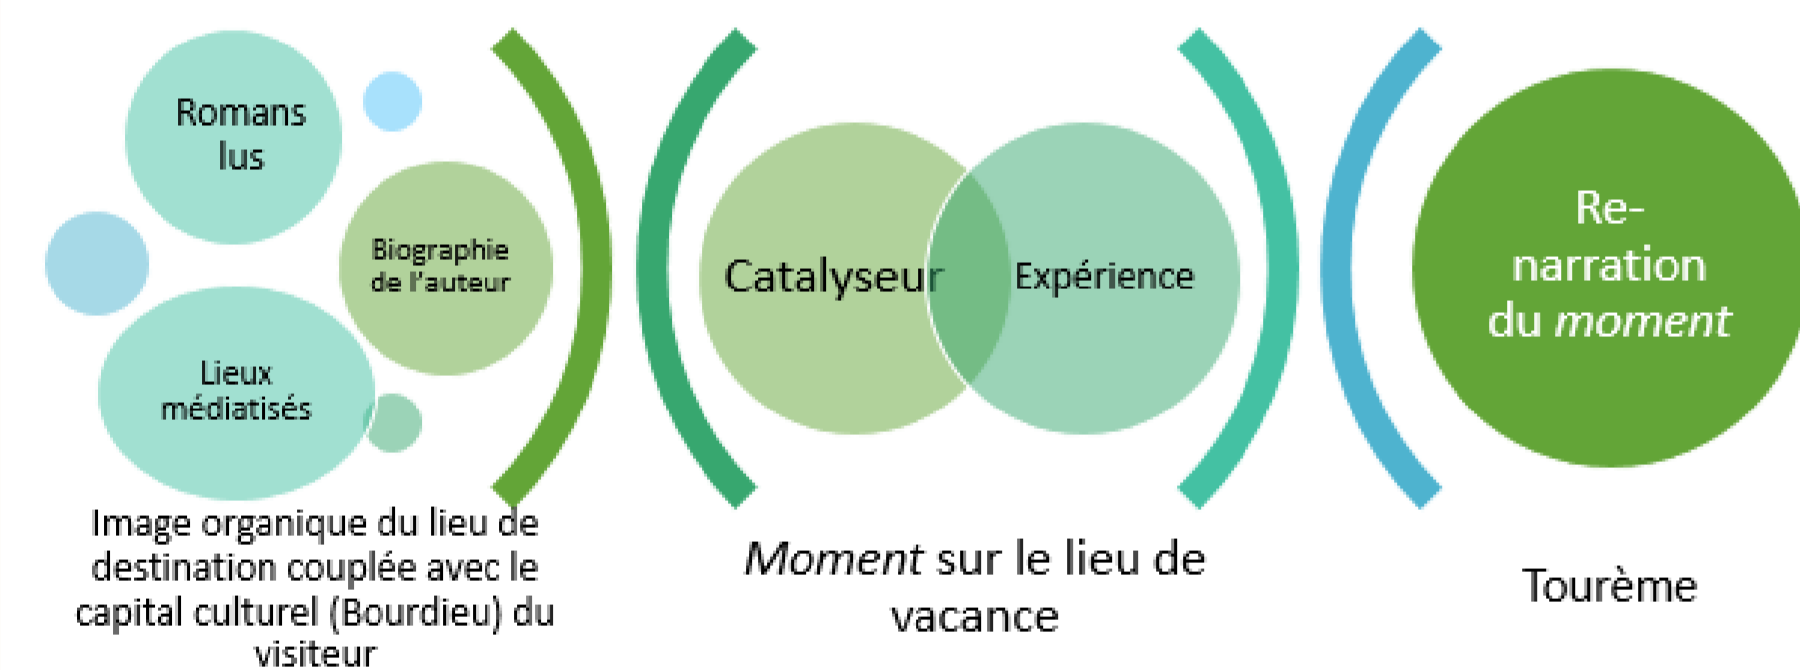 Romans
lus
Biographie
de l'auteur
Lieux
médiatisés
Image organique du lieu de
destination couplée avec le
capital culturel (Bourdieu) du
visiteur
Catalyseur
Expérience
Moment sur le lieu de
vacance
Re-
narration
du moment
Tourème